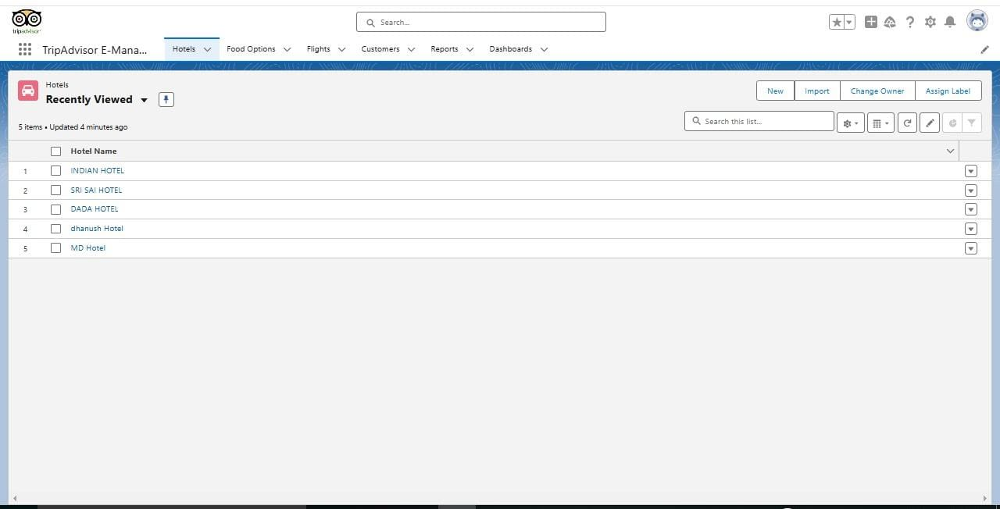 tripadvisor
Search...
TripAdvisor E-Mana...
Hotels
Food Options
Flights
Customers
Reports
Dashboards
Hotels
Recently Viewed
New
Import
Change Owner
Assign Label
5 items • Updated 4 minutes ago
Search this list...
Hotel Name
1 INDIAN HOTEL
2 SRI SAI HOTEL
3 DADA HOTEL
4 dhanush Hotel
5 MD Hotel